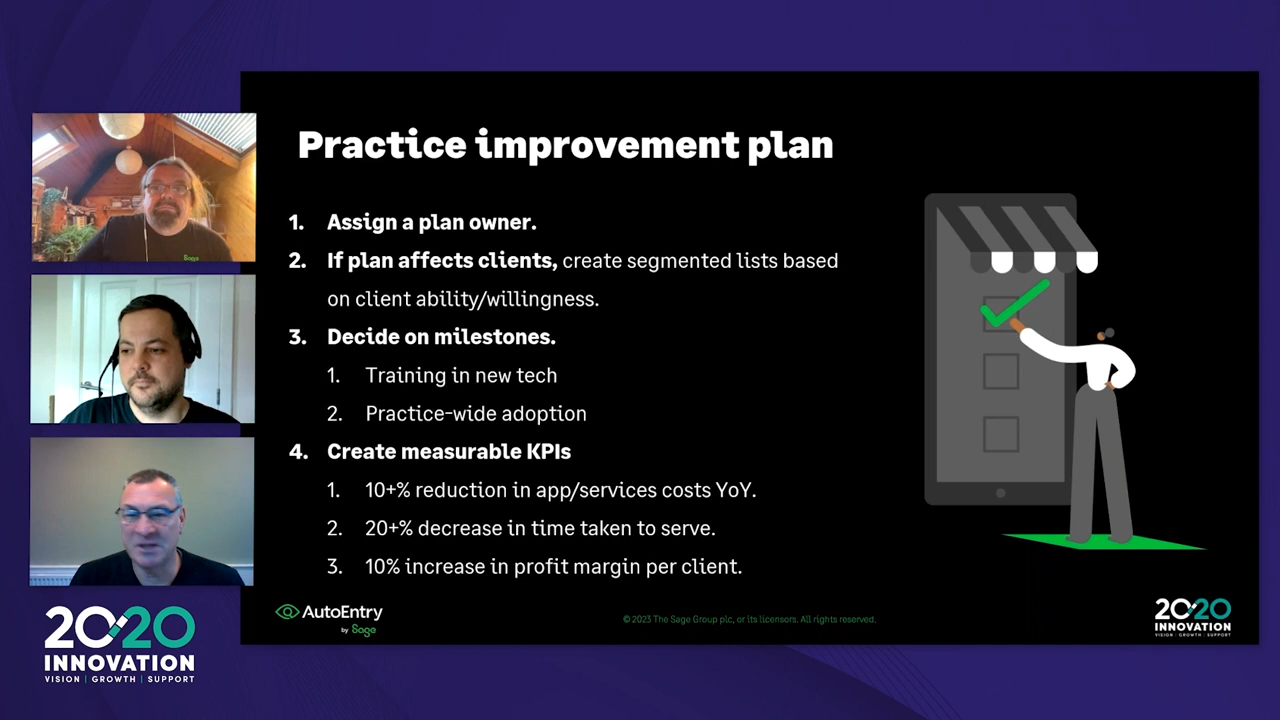 Practice improvement plan
1. Assign a plan owner.
2. If plan affects clients, create segmented lists based
on client ability/willingness.
3. Decide on milestones.
1. Training in new tech
2. Practice-wide adoption
4. Create measurable KPIs
1. 10+% reduction in app/services costs YoY.
2. 20+% decrease in time taken to serve.
3. 10% increase in profit margin per client.
AutoEntry
by Sage
© 2023 The Sage Group plc, or its licensors. All rights reserved.
2020
INNOVATION
VISION | GROWTH | SUPPORT
Sage
2020
INNOVATION
VISION | GROWTH | SUPPORT